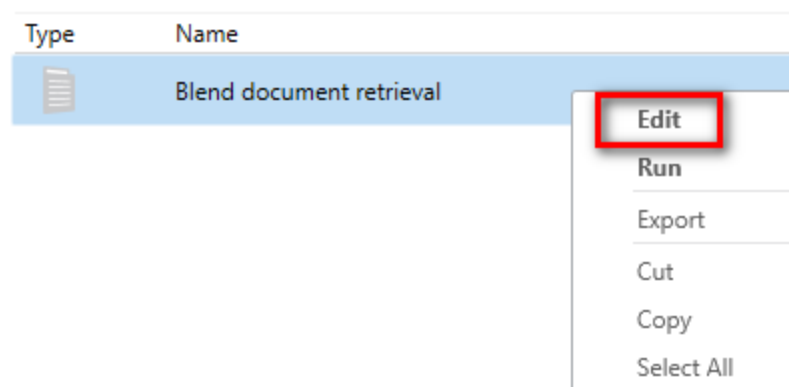 Type Name
Blend document retrieval
Edit
Run
Export
Cut
Copy
Select All